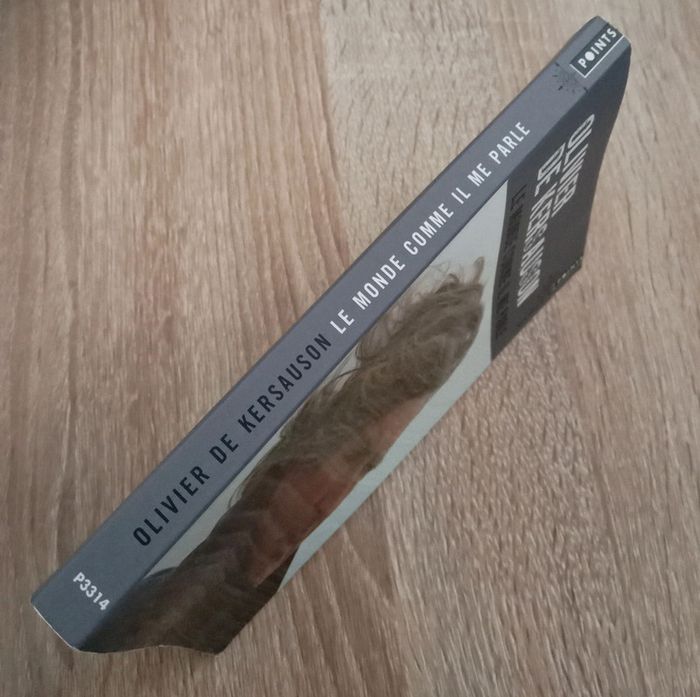 P3314
OLIVIER DE KERSAUSON LE MONDE COMME IL ME PARLE
POINTS
OLIVIER
DE KERSAUSON